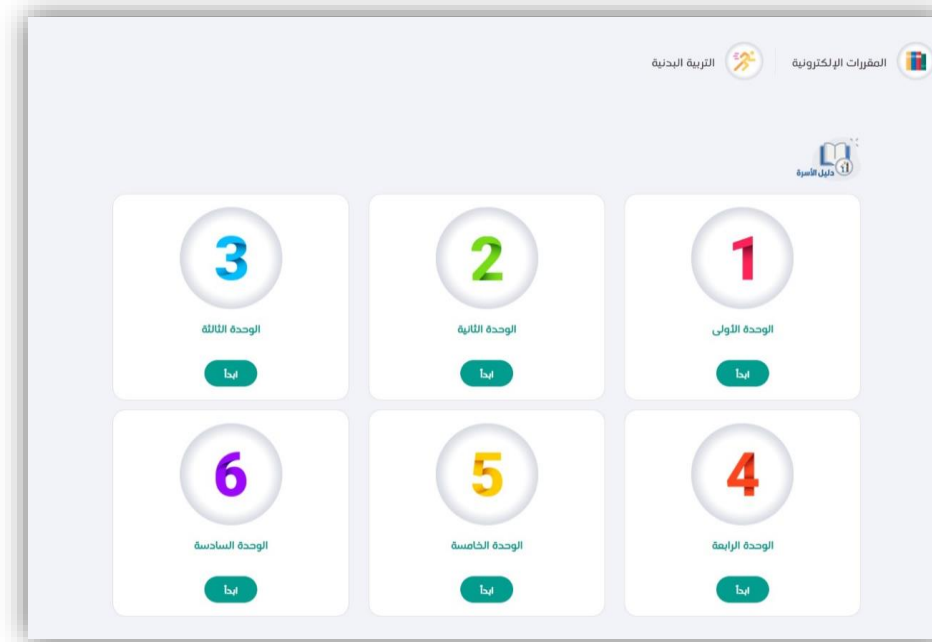 المقررات الإلكترونية
التربية البدنية
دليل الأسرة
1
2
3
الوحدة الأولى
الوحدة الثانية
الوحدة الثالثة
ابدأ
ابدأ
ابدأ
4
5
6
الوحدة الرابعة
الوحدة الخامسة
الوحدة السادسة
ابدأ
ابدأ
ابدأ